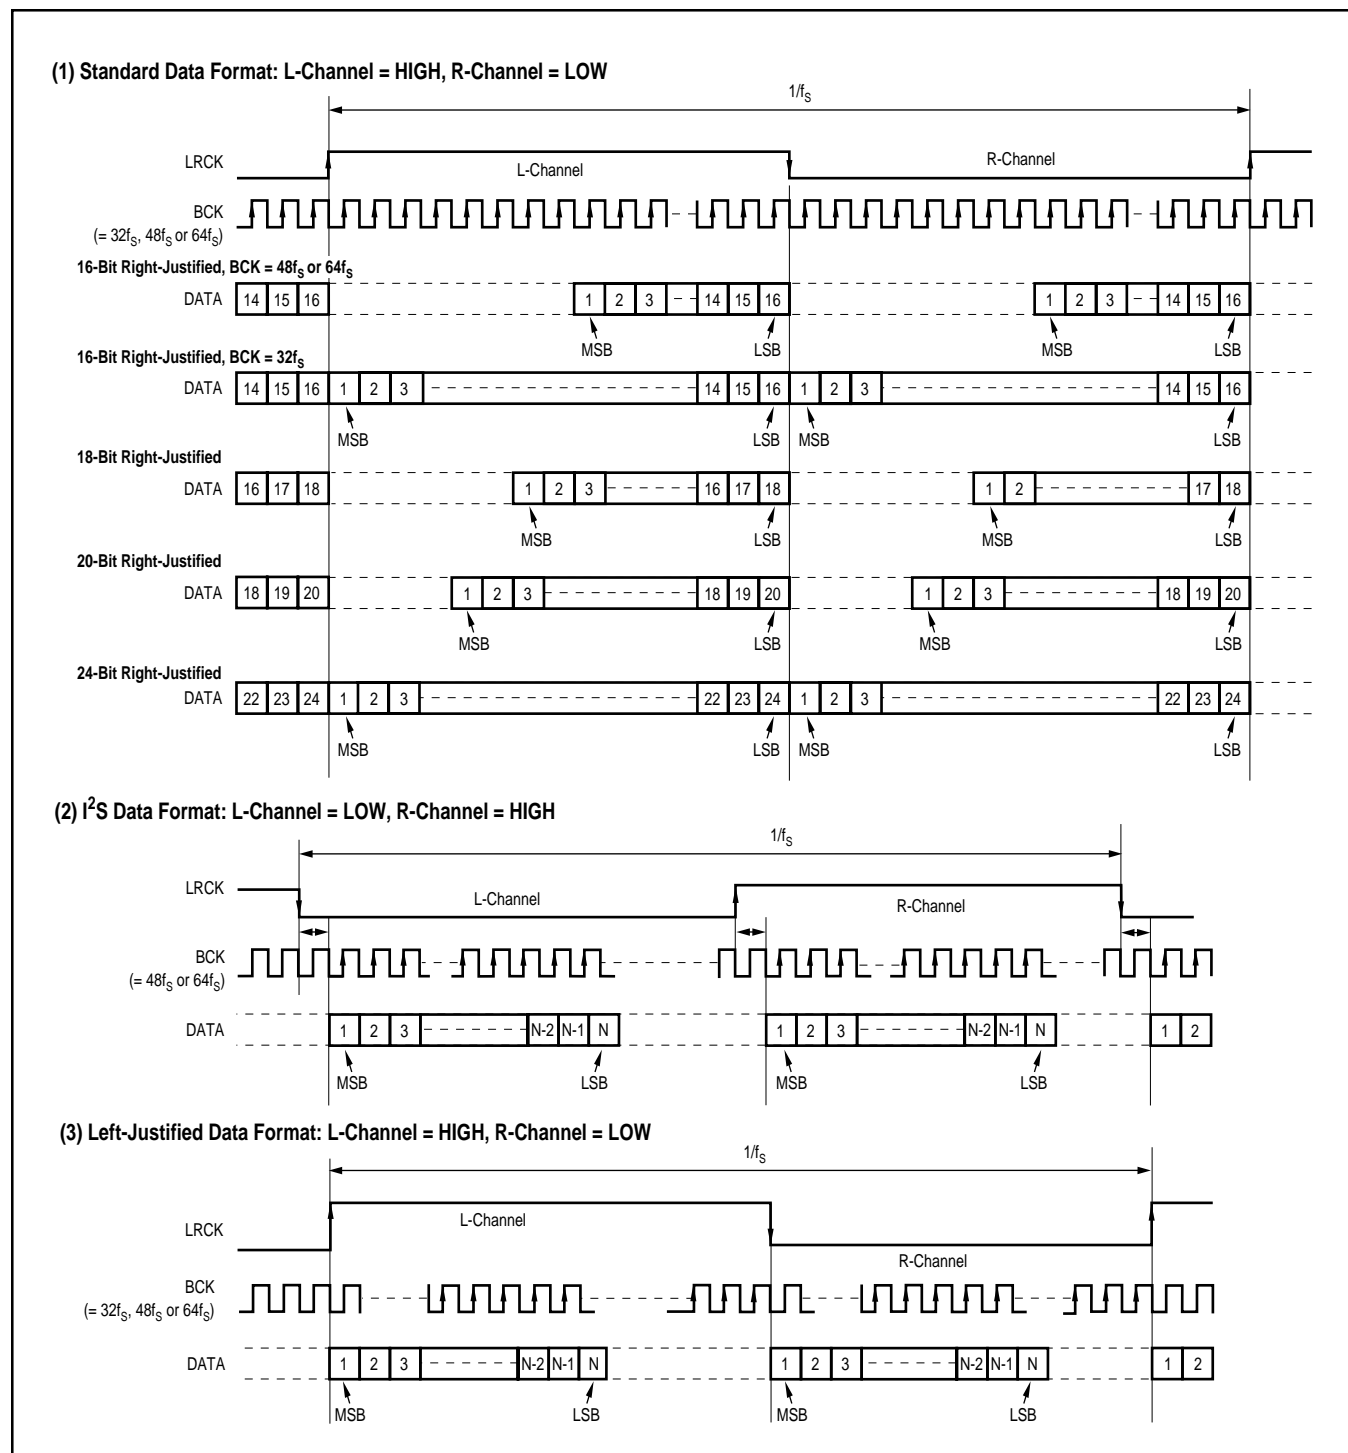 (1) Standard Data Format: L-Channel = HIGH, R-Channel = LOW
1/fS
LRCK
L-Channel
R-Channel
BCK
(= 32fS, 48fS or 64fS)
16-Bit Right-Justified, BCK = 48fS or 64fS
DATA 14 15 16 1 2 3 14 15 16 1 2 3 14 15 16
MSB LSB MSB LSB
16-Bit Right-Justified, BCK = 32fS
DATA 14 15 16 1 2 3 14 15 16 1 2 3 14 15 16
MSB LSB MSB LSB
18-Bit Right-Justified
DATA 16 17 18 1 2 3 16 17 18 1 2 17 18
MSB LSB MSB LSB
20-Bit Right-Justified
DATA 18 19 20 1 2 3 18 19 20 1 2 3 18 19 20
MSB LSB MSB LSB
24-Bit Right-Justified
DATA 22 23 24 1 2 3 22 23 24 1 2 3 22 23 24
MSB LSB MSB LSB
(2) I²S Data Format: L-Channel = LOW, R-Channel = HIGH
1/fS
LRCK
L-Channel
R-Channel
BCK
(= 48fS or 64fS)
DATA 1 2 3 N-2 N-1 N 1 2 3 N-2 N-1 N 1 2
MSB LSB MSB LSB
(3) Left-Justified Data Format: L-Channel = HIGH, R-Channel = LOW
1/fS
LRCK
L-Channel
R-Channel
BCK
(= 32fS, 48fS or 64fS)
DATA 1 2 3 N-2 N-1 N 1 2 3 N-2 N-1 N 1 2
MSB LSB MSB LSB